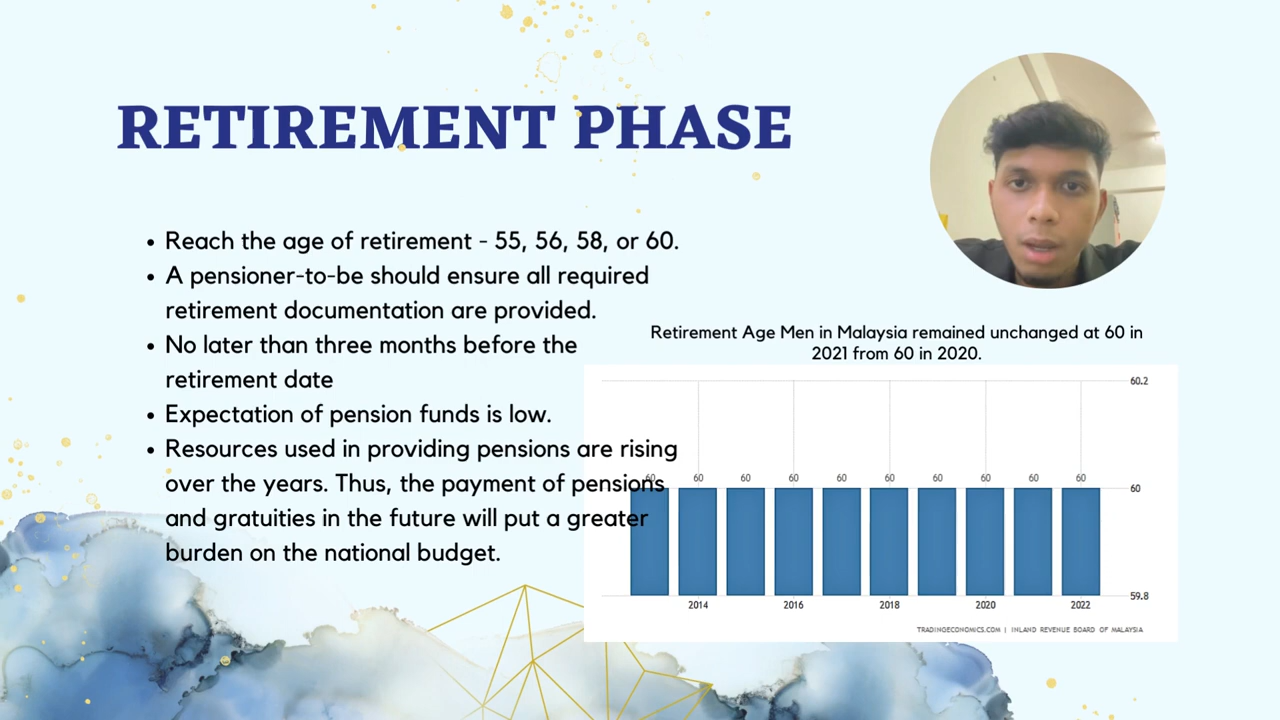 RETIREMENT PHASE
• Reach the age of retirement - 55, 56, 58, or 60.
• A pensioner-to-be should ensure all required
retirement documentation are provided.
• No later than three months before the
retirement date
• Expectation of pension funds is low.
• Resources used in providing pensions are rising
over the years. Thus, the payment of pensions
and gratuities in the future will put a greater
burden on the national budget.
Retirement Age Men in Malaysia remained unchanged at 60 in
2021 from 60 in 2020.
60.2
60 60 60 60 60 60 60 60 60 60
60
59.8
2014 2016 2018 2020 2022
TRADINGECONOMICS.COM | INLAND REVENUE BOARD OF MALAYSIA